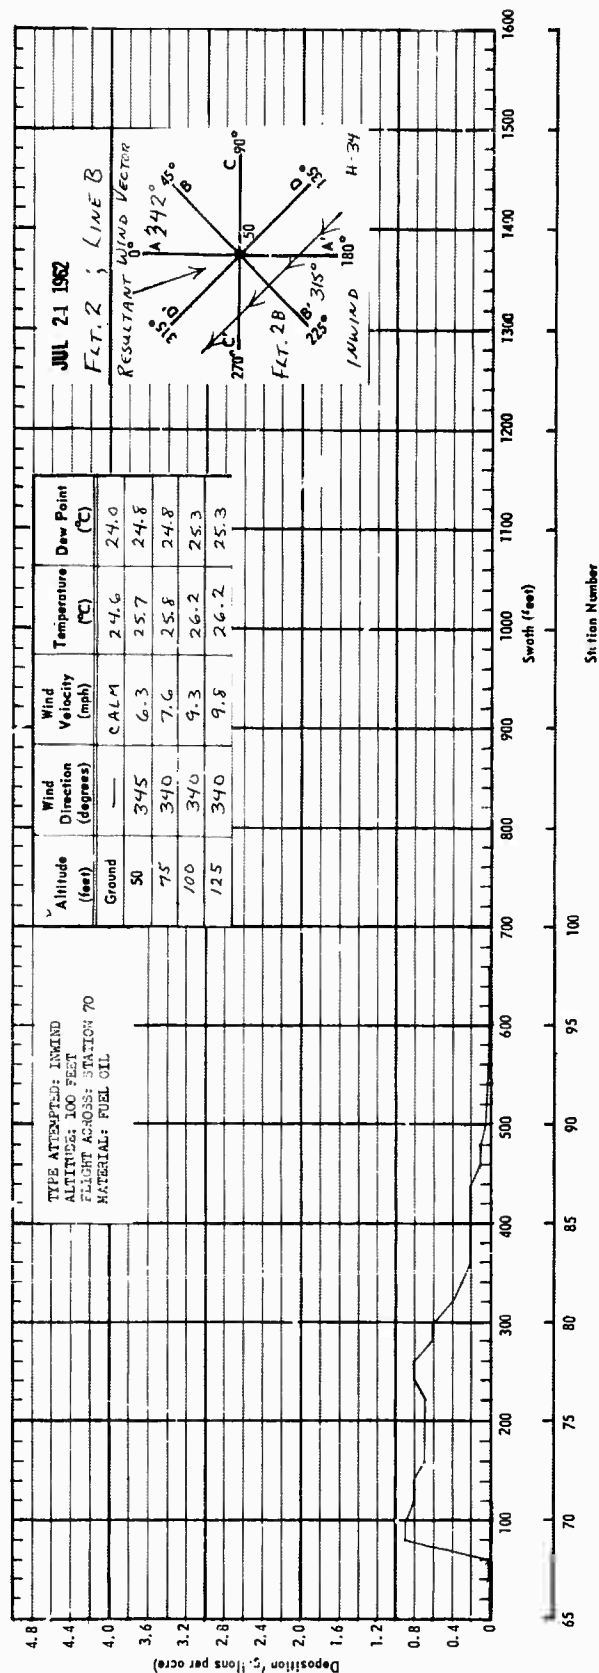 JUL 21 1962
FLT. 2 ; LINE B
RESULTANT WIND VECTOR
342°
0°
A
45°
B
C
90°
D
135°
A'
180°
B'
225°
C'
270°
D'
315°
50
FLT. 2B
315°
INWIND
H-34
Altitude (feet) Wind Direction (degrees) Wind Velocity (mph) Temperature (°C) Dew Point (°C)
Ground — CALM 24.6 24.0
50 345 6.3 25.7 24.8
75 340 7.6 25.8 24.8
100 340 9.3 26.2 25.3
125 340 9.8 26.2 25.3
TYPE ATTEMPTED: INWIND
ALTITUDE: 100 FEET
FLIGHT ACROSS: STATION 70
MATERIAL: FUEL OIL
4.8
4.4
4.0
3.6
3.2
2.8
2.4
2.0
1.6
1.2
0.8
0.4
0
Deposition per acre)
100 200 300 400 500 600 700 800 900 1000 1100 1200 1300 1400 1500 1600
Swath (feet)
65 70 75 80 85 90 95 100
Station Number